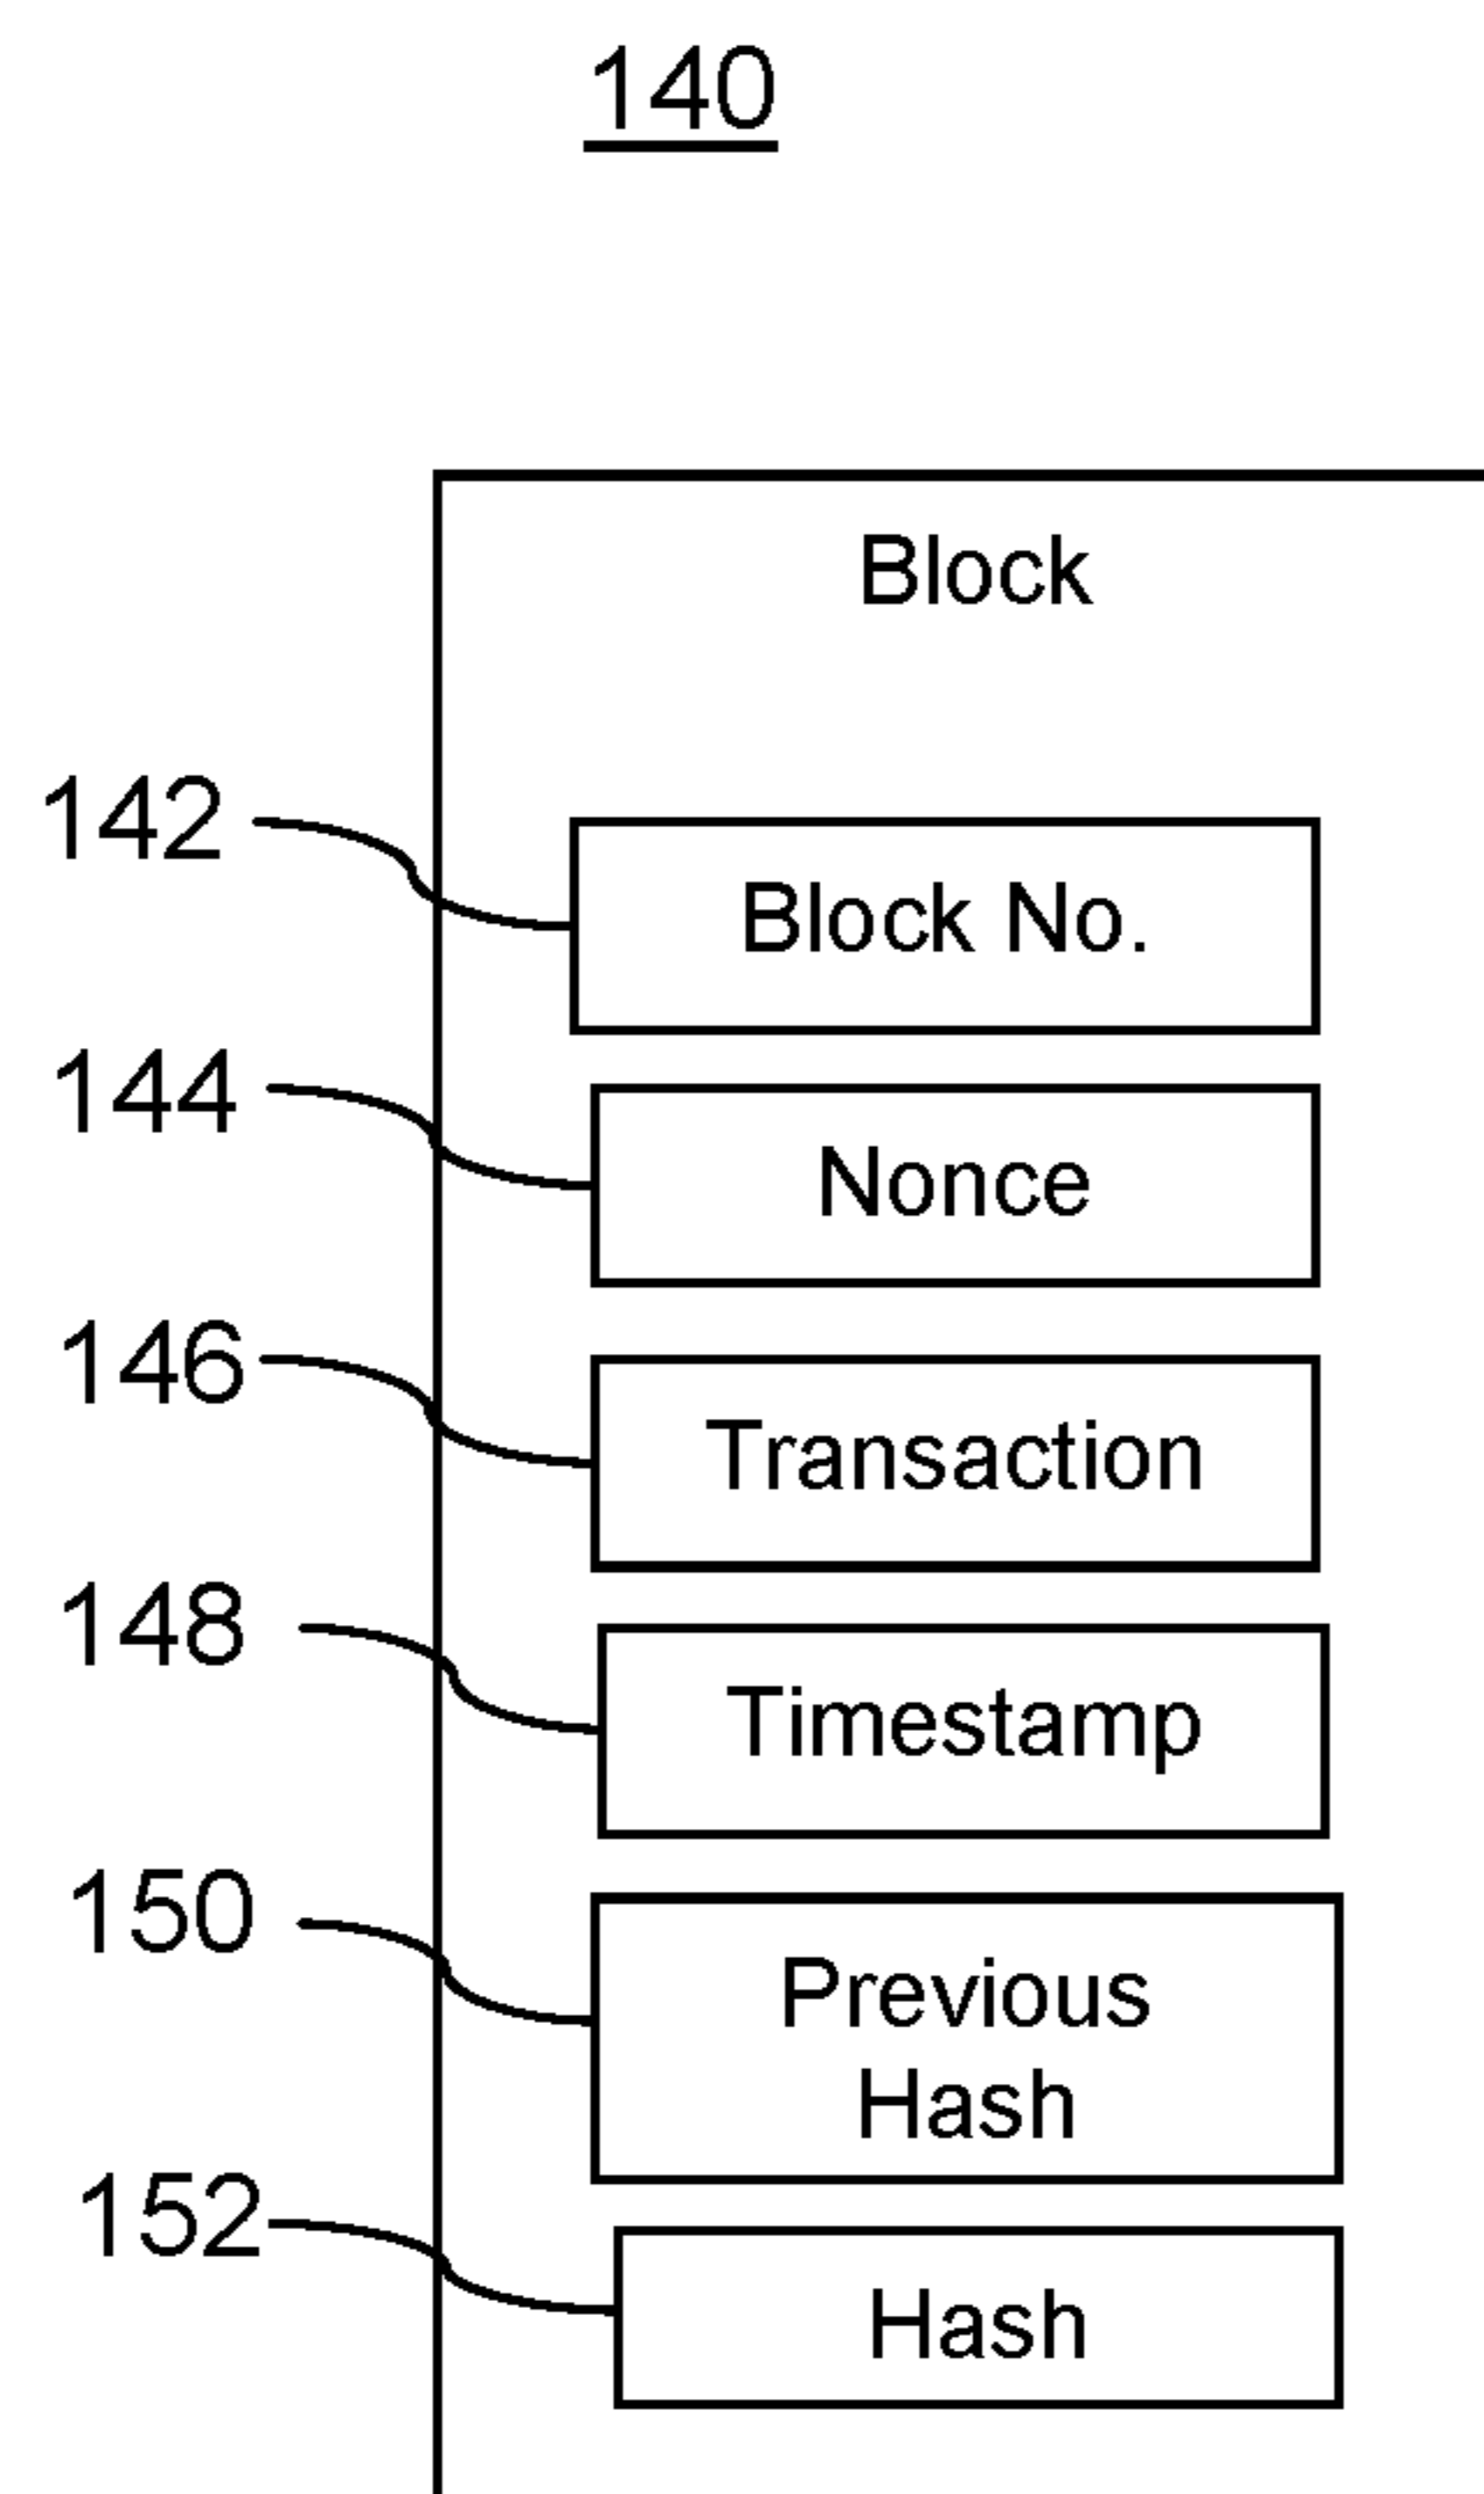 140
Block
142
Block No.
144
Nonce
146
Transaction
148
Timestamp
150
Previous
Hash
152
Hash